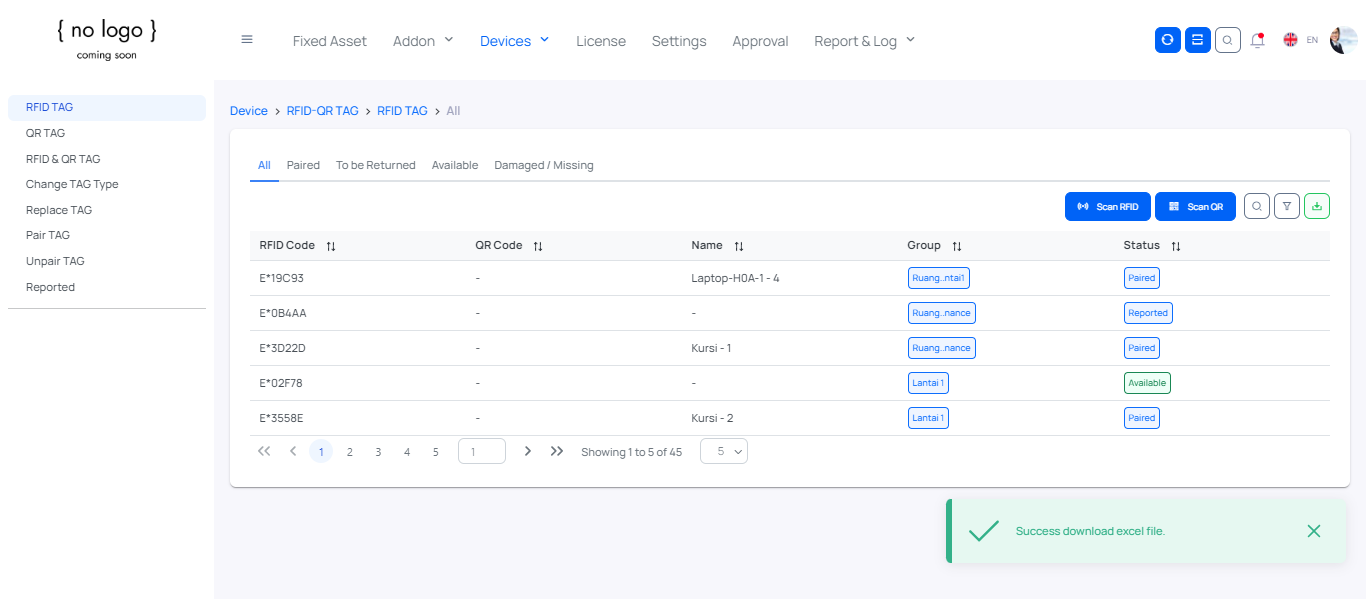 { no logo }
coming soon
Fixed Asset Addon Devices License Settings Approval Report & Log EN
RFID TAG
QR TAG
RFID & QR TAG
Change TAG Type
Replace TAG
Pair TAG
Unpair TAG
Reported
Device > RFID-QR TAG > RFID TAG > All
All Paired To be Returned Available Damaged / Missing
Scan RFID Scan QR
RFID Code QR Code Name Group Status
E*19C93 - Laptop-H0A-1 - 4 Ruang..ntai1 Paired
E*0B4AA - - Ruang..nance Reported
E*3D22D - Kursi - 1 Ruang..nance Paired
E*02F78 - - Lantai 1 Available
E*3558E - Kursi - 2 Lantai 1 Paired
1 2 3 4 5 1 Showing 1 to 5 of 45 5
Success download excel file.